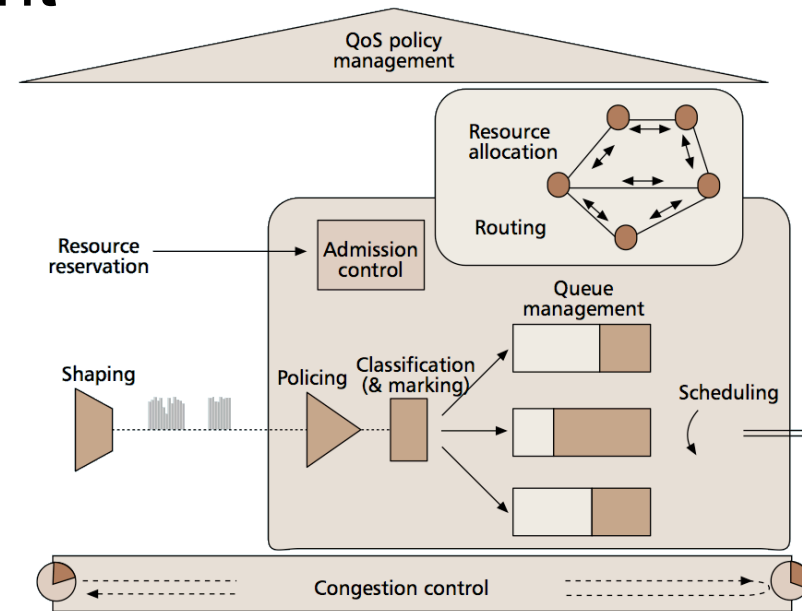 QoS policy
management
Resource
allocation
Routing
Resource
reservation
Admission
control
Queue
management
Shaping
Policing
Classification
(& marking)
Scheduling
Congestion control